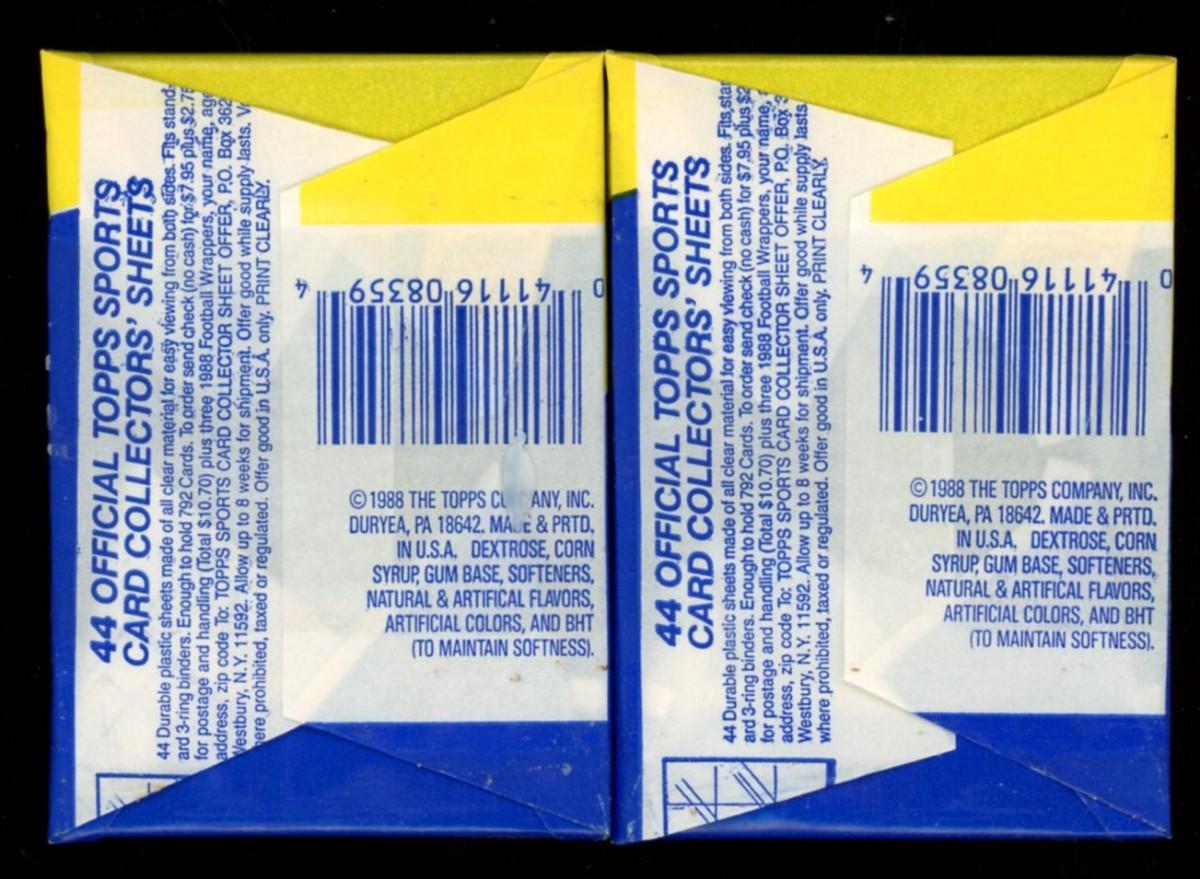 44 OFFICIAL TOPPS SPORTS
CARD COLLECTORS' SHEETS
44 Durable plastic sheets made of all clear material for easy viewing from both sides. Fits stand-
ard 3-ring binders. Enough to hold 792 Cards. To order send check (no cash) for $7.95 plus $2.75
for postage and handling (Total $10.70) plus three 1988 Football Wrappers, your name, age
address, zip code To: TOPPS SPORTS CARD COLLECTOR SHEET OFFER, P.O. Box 362
Westbury, N.Y. 11592. Allow up to 8 weeks for shipment. Offer good while supply lasts.
where prohibited, taxed or regulated. Offer good in U.S.A. only. PRINT CLEARLY.
0 41116 08359 4
© 1988 THE TOPPS COMPANY, INC.
DURYEA, PA 18642. MADE & PRTD.
IN U.S.A. DEXTROSE, CORN
SYRUP, GUM BASE, SOFTENERS,
NATURAL & ARTIFICAL FLAVORS,
ARTIFICIAL COLORS, AND BHT
(TO MAINTAIN SOFTNESS).
44 OFFICIAL TOPPS SPORTS
CARD COLLECTORS' SHEETS
44 Durable plastic sheets made of all clear material for easy viewing from both sides. Fits stan
ard 3-ring binders. Enough to hold 792 Cards. To order send check (no cash) for $7.95 plus $2
for postage and handling (Total $10.70) plus three 1988 Football Wrappers, your name,
address, zip code To: TOPPS SPORTS CARD COLLECTOR SHEET OFFER, P.O. Box
Westbury, N.Y. 11592. Allow up to 8 weeks for shipment. Offer good while supply lasts.
where prohibited, taxed or regulated. Offer good in U.S.A. only. PRINT CLEARLY.
0 41116 08359 4
© 1988 THE TOPPS COMPANY, INC.
DURYEA, PA 18642. MADE & PRTD.
IN U.S.A. DEXTROSE, CORN
SYRUP, GUM BASE, SOFTENERS,
NATURAL & ARTIFICAL FLAVORS,
ARTIFICIAL COLORS, AND BHT
(TO MAINTAIN SOFTNESS).